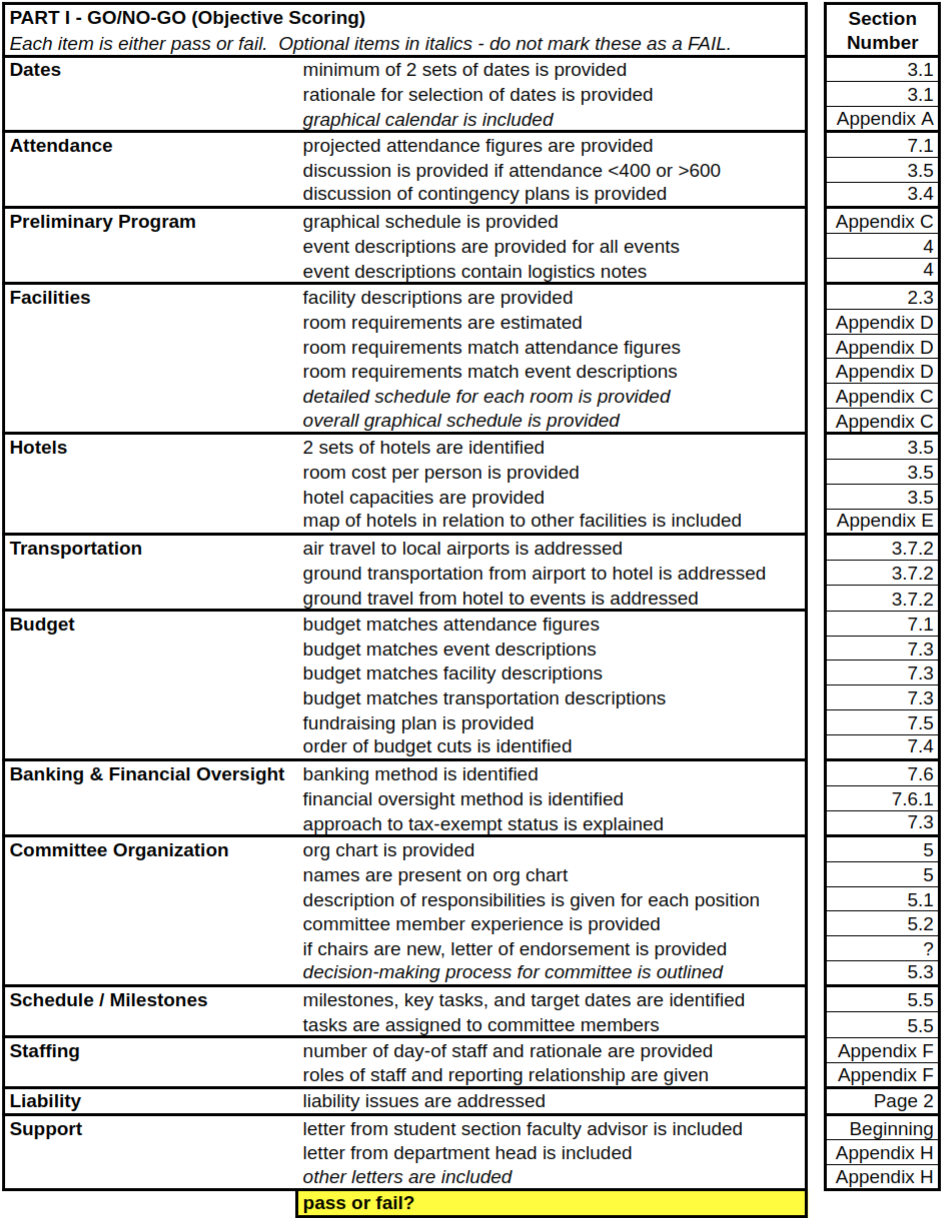 PART I - GO/NO-GO (Objective Scoring) Section
Each item is either pass or fail.  Optional items in italics - do not mark these as a FAIL. Number
Dates minimum of 2 sets of dates is provided 3.1
rationale for selection of dates is provided 3.1
graphical calendar is included Appendix A
Attendance projected attendance figures are provided 7.1
discussion is provided if attendance <400 or >600 3.5
discussion of contingency plans is provided 3.4
Preliminary Program graphical schedule is provided Appendix C
event descriptions are provided for all events 4
event descriptions contain logistics notes 4
Facilities facility descriptions are provided 2.3
room requirements are estimated Appendix D
room requirements match attendance figures Appendix D
room requirements match event descriptions Appendix D
detailed schedule for each room is provided Appendix C
overall graphical schedule is provided Appendix C
Hotels 2 sets of hotels are identified 3.5
room cost per person is provided 3.5
hotel capacities are provided 3.5
map of hotels in relation to other facilities is included Appendix E
Transportation air travel to local airports is addressed 3.7.2
ground transportation from airport to hotel is addressed 3.7.2
ground travel from hotel to events is addressed 3.7.2
Budget budget matches attendance figures 7.1
budget matches event descriptions 7.3
budget matches facility descriptions 7.3
budget matches transportation descriptions 7.3
fundraising plan is provided 7.5
order of budget cuts is identified 7.4
Banking & Financial Oversight banking method is identified 7.6
financial oversight method is identified 7.6.1
approach to tax-exempt status is explained 7.3
Committee Organization org chart is provided 5
names are present on org chart 5
description of responsibilities is given for each position 5.1
committee member experience is provided 5.2
if chairs are new, letter of endorsement is provided ?
decision-making process for committee is outlined 5.3
Schedule / Milestones milestones, key tasks, and target dates are identified 5.5
tasks are assigned to committee members 5.5
Staffing number of day-of staff and rationale are provided Appendix F
roles of staff and reporting relationship are given Appendix F
Liability liability issues are addressed Page 2
Support letter from student section faculty advisor is included Beginning
letter from department head is included Appendix H
other letters are included Appendix H
pass or fail?